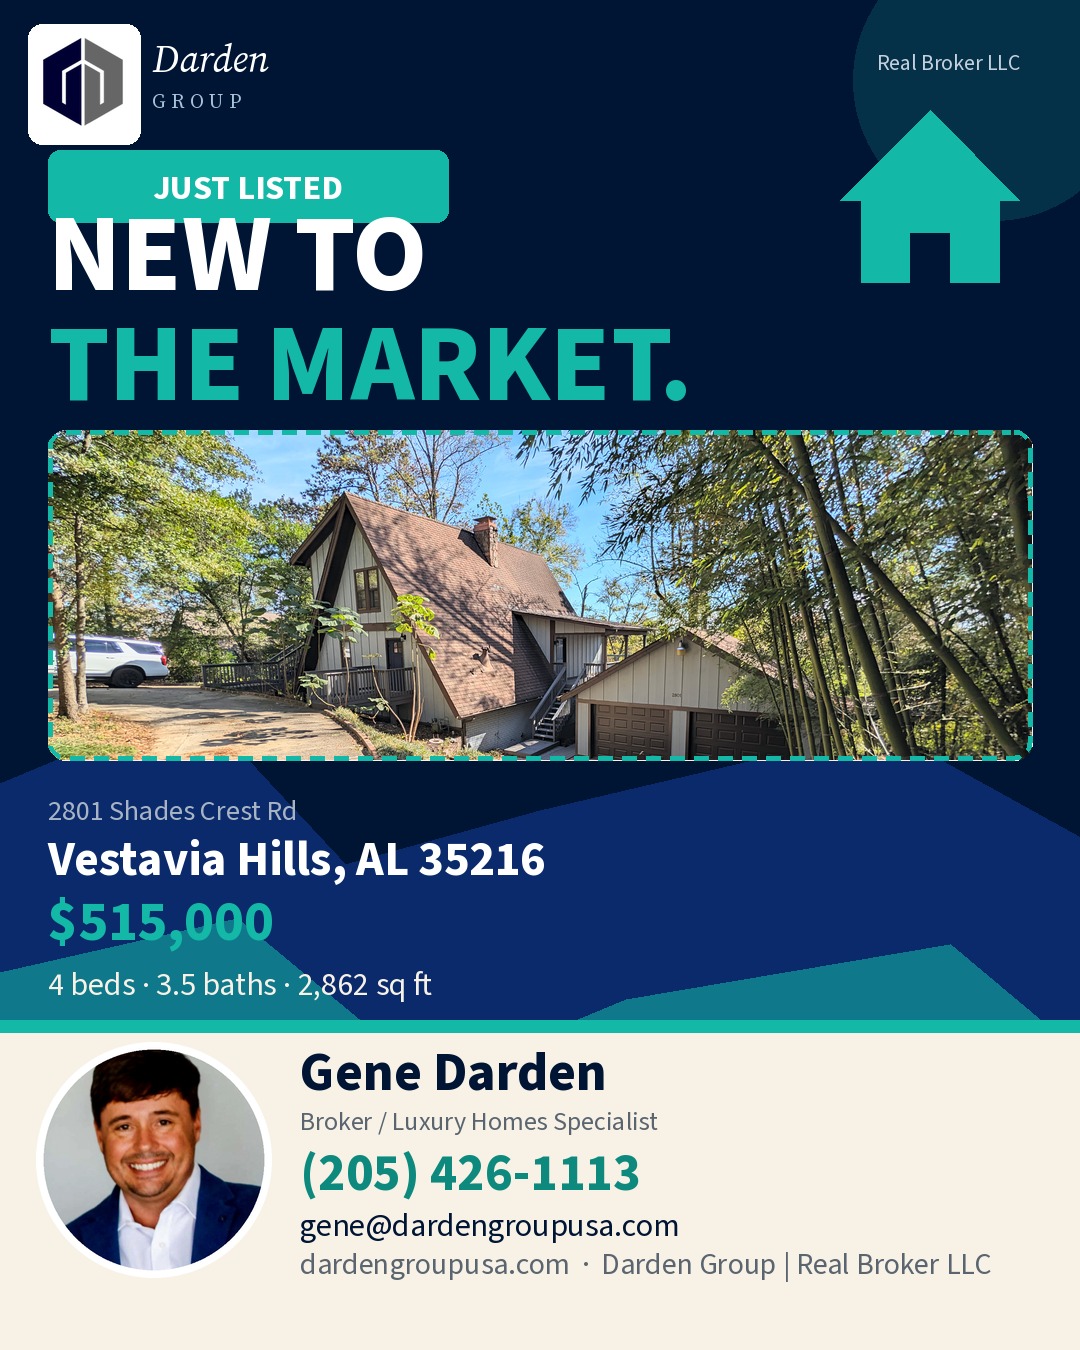 Darden
GROUP
Real Broker LLC
JUST LISTED
NEW TO
THE MARKET.
2801 Shades Crest Rd
Vestavia Hills, AL 35216
$515,000
4 beds · 3.5 baths · 2,862 sq ft
Gene Darden
Broker / Luxury Homes Specialist
(205) 426-1113
gene@dardengroupusa.com
dardengroupusa.com · Darden Group | Real Broker LLC